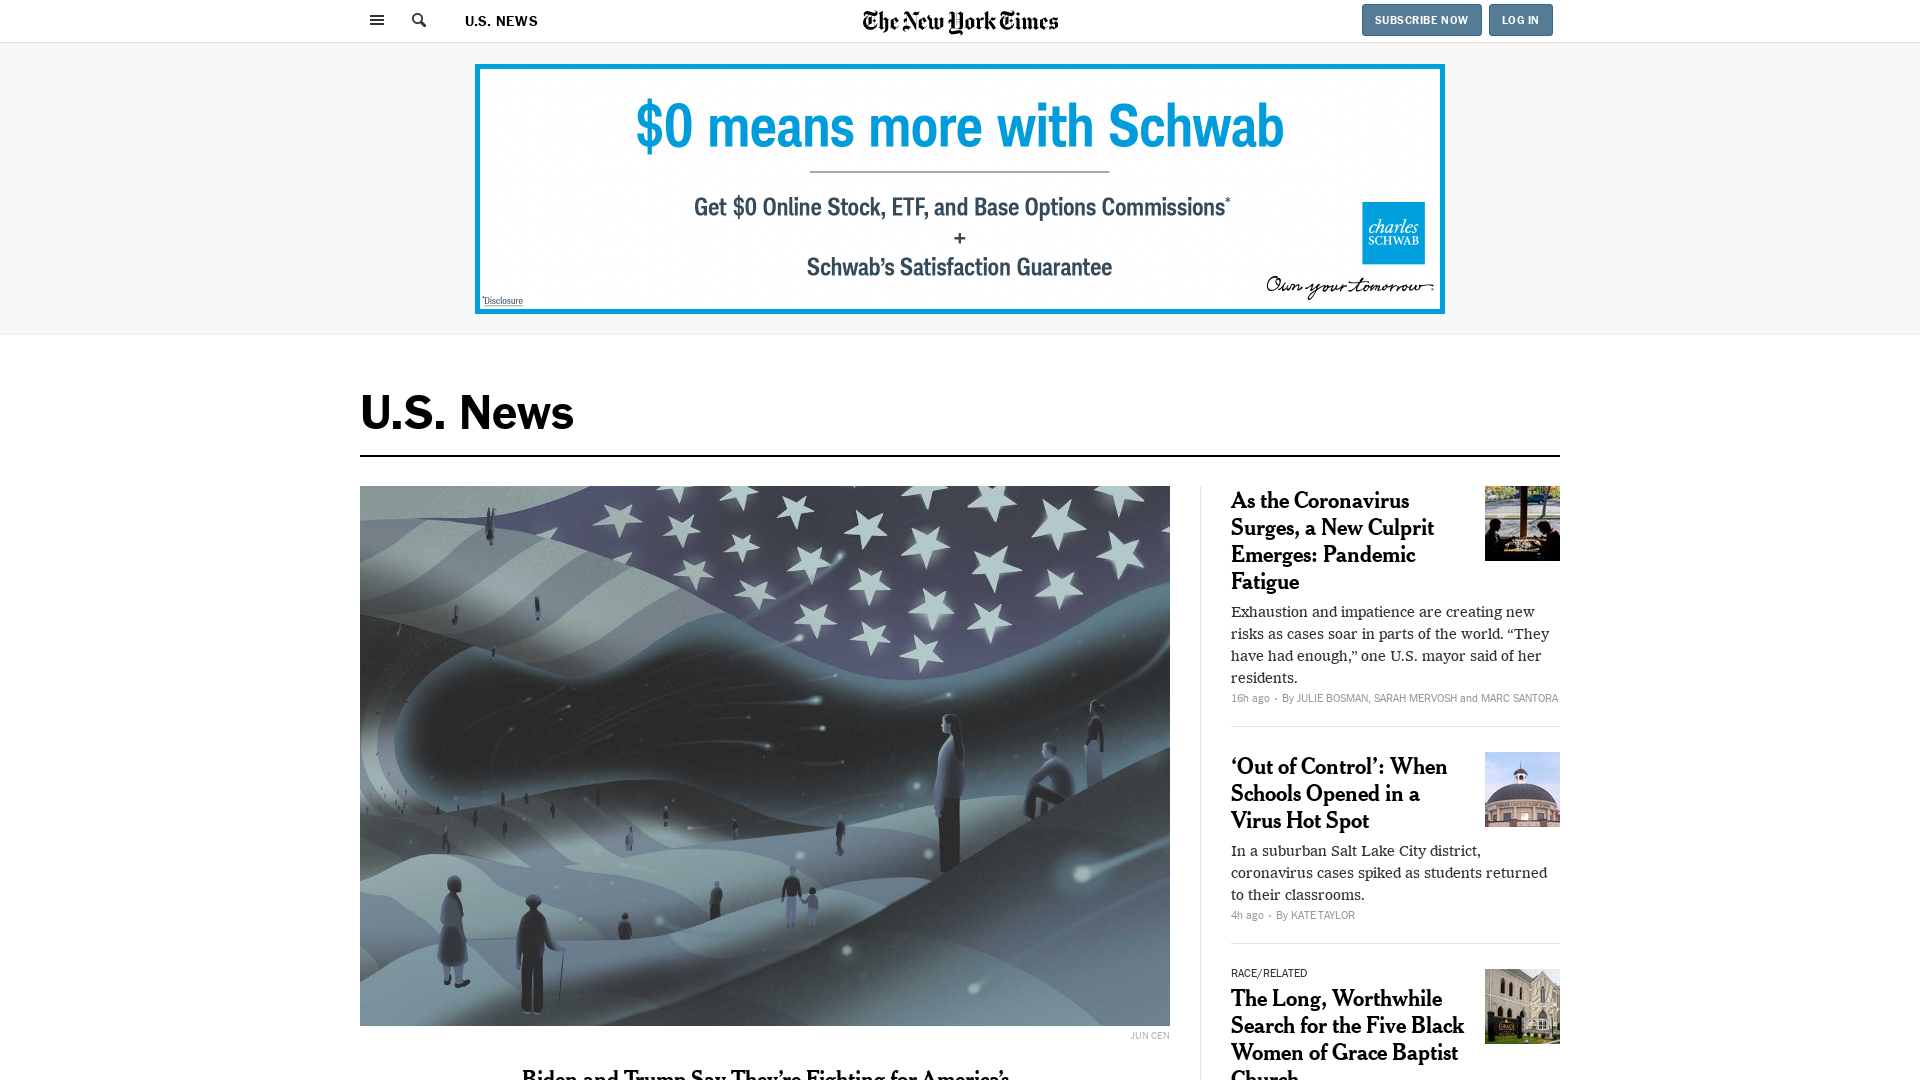 U.S. NEWS
The New York Times
SUBSCRIBE NOW
LOG IN
$0 means more with Schwab
Get $0 Online Stock, ETF, and Base Options Commissions*
+
Schwab's Satisfaction Guarantee
charles
SCHWAB
Own your tomorrow
*Disclosure
U.S. News
JUN CEN
Biden and Trump Say They're Fighting for America's
As the Coronavirus
Surges, a New Culprit
Emerges: Pandemic
Fatigue
Exhaustion and impatience are creating new
risks as cases soar in parts of the world. “They
have had enough,” one U.S. mayor said of her
residents.
16h ago · By JULIE BOSMAN, SARAH MERVOSH and MARC SANTORA
‘Out of Control’: When
Schools Opened in a
Virus Hot Spot
In a suburban Salt Lake City district,
coronavirus cases spiked as students returned
to their classrooms.
4h ago · By KATE TAYLOR
RACE/RELATED
The Long, Worthwhile
Search for the Five Black
Women of Grace Baptist
Church
GRACE